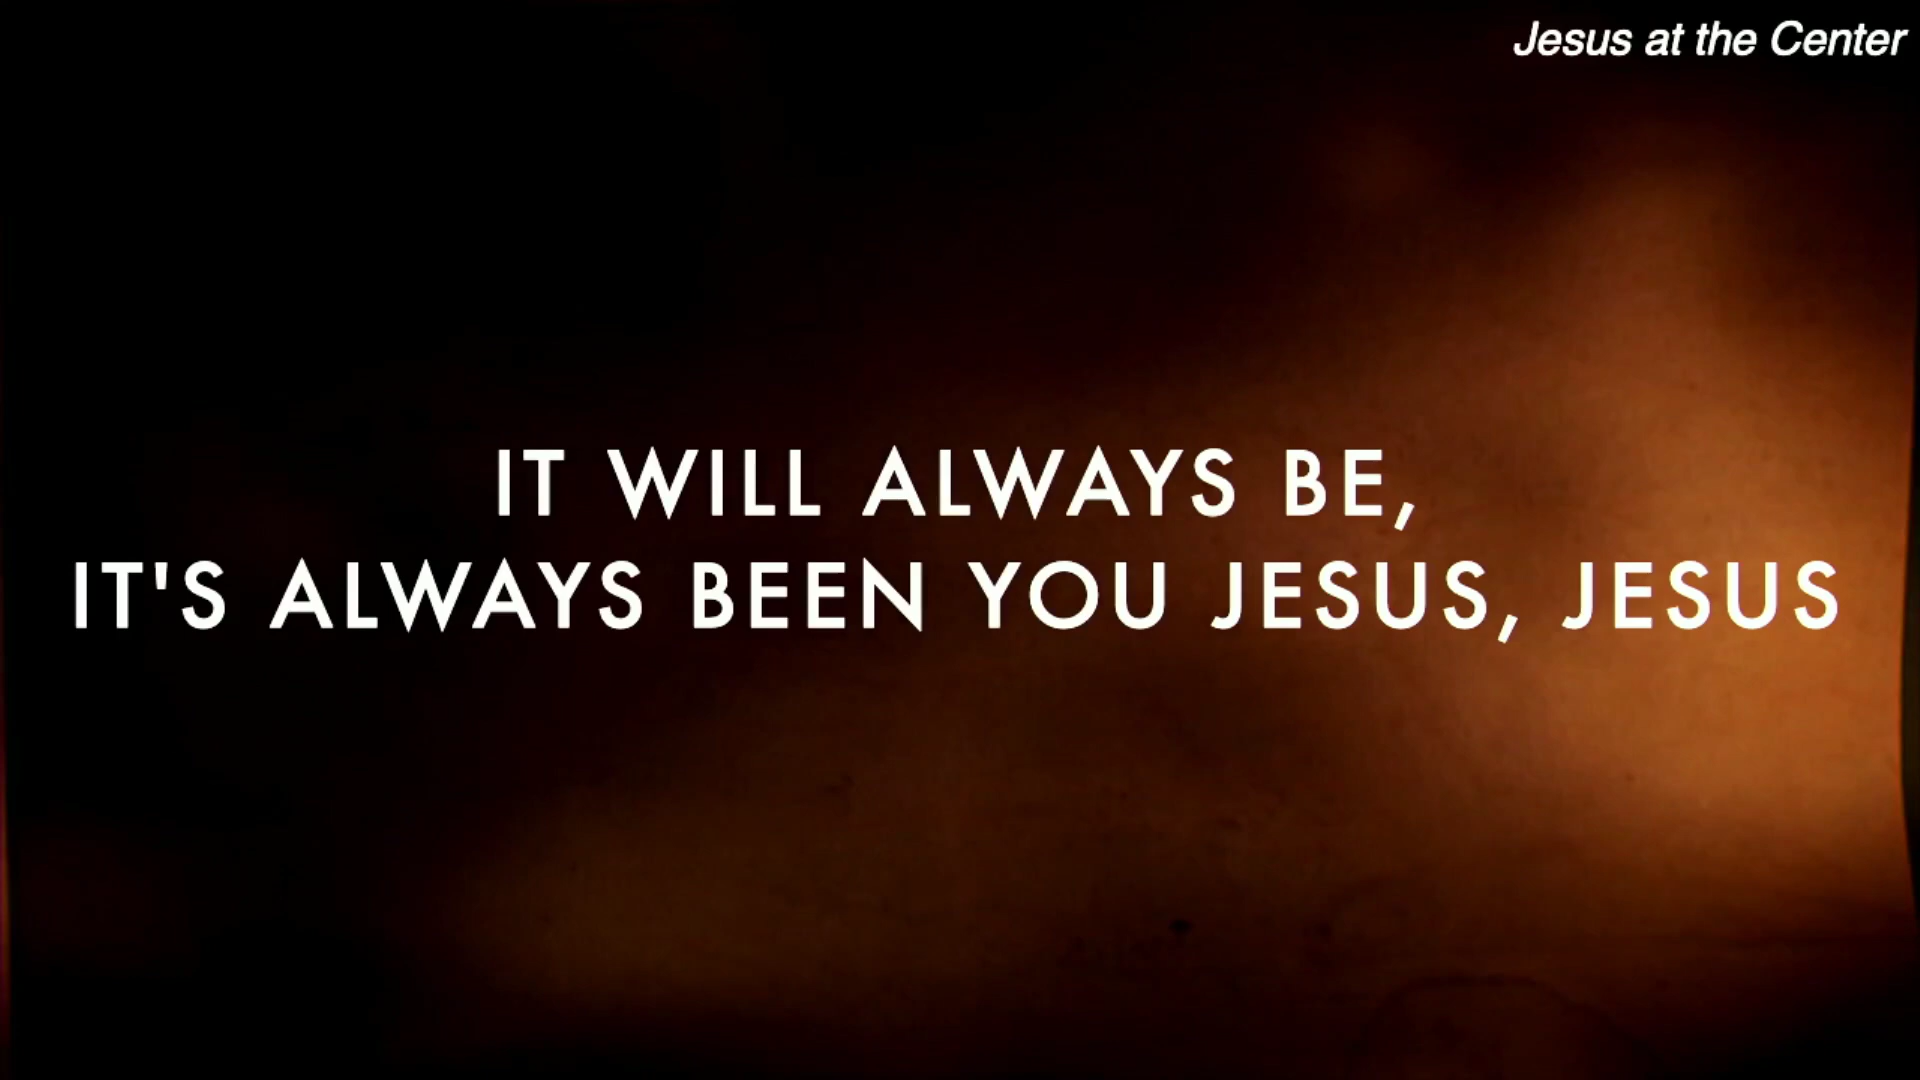 Jesus at the Center
IT WILL ALWAYS BE,
IT'S ALWAYS BEEN YOU JESUS, JESUS